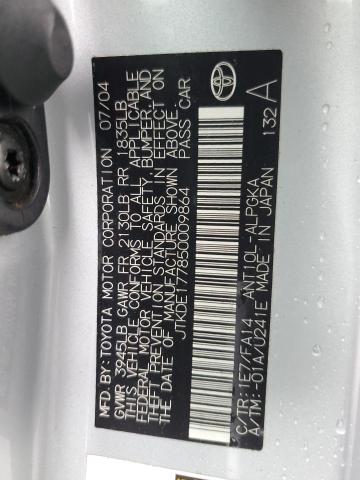 MFD. BY: TOYOTA MOTOR CORPORATION 07/04
GVWR 3945LB GAWR FR 2130LB RR 1835LB
THIS VEHICLE CONFORMS TO ALL APPLICABLE
FEDERAL MOTOR VEHICLE SAFETY, BUMPER, AND
THEFT PREVENTION STANDARDS IN EFFECT ON
THE DATE OF MANUFACTURE SHOWN ABOVE.
JTKDE177850009864 PASS CAR
C/TR:1E7/FA14 ANT10L-ALPGKA
A/TM:-01A/U241E MADE IN JAPAN 132A